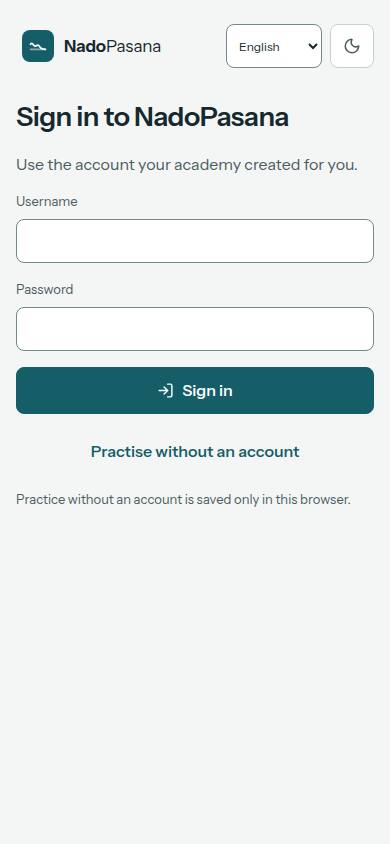 NadoPasana
English
Sign in to NadoPasana
Use the account your academy created for you.
Username
Password
Sign in
Practise without an account
Practice without an account is saved only in this browser.